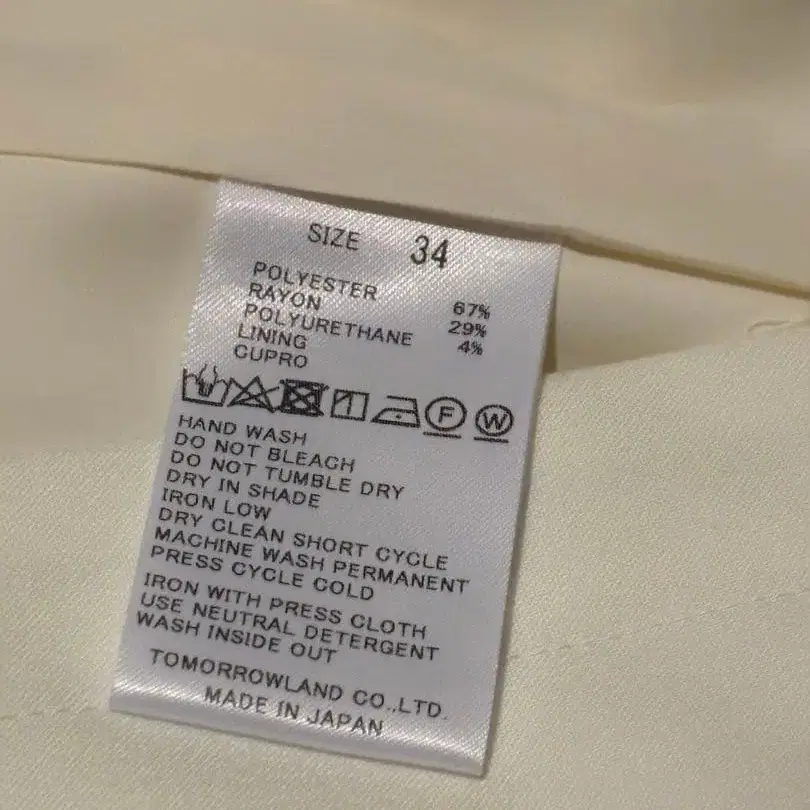 SIZE 34
POLYESTER 67%
RAYON 29%
POLYURETHANE 4%
LINING
CUPRO
F W
HAND WASH
DO NOT BLEACH
DO NOT TUMBLE DRY
DRY IN SHADE
IRON LOW
DRY CLEAN SHORT CYCLE
MACHINE WASH PERMANENT
PRESS CYCLE COLD
IRON WITH PRESS CLOTH
USE NEUTRAL DETERGENT
WASH INSIDE OUT
TOMORROWLAND CO.,LTD.
MADE IN JAPAN